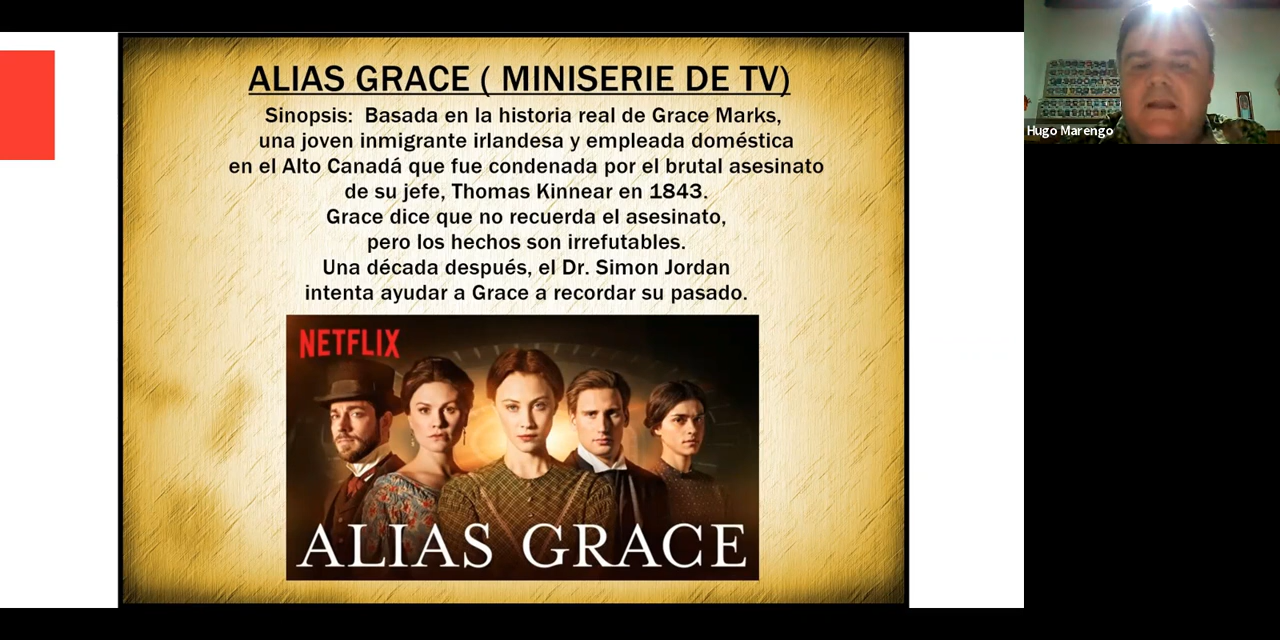 ALIAS GRACE ( MINISERIE DE TV)
Sinopsis: Basada en la historia real de Grace Marks,
una joven inmigrante irlandesa y empleada doméstica
en el Alto Canadá que fue condenada por el brutal asesinato
de su jefe, Thomas Kinnear en 1843.
Grace dice que no recuerda el asesinato,
pero los hechos son irrefutables.
Una década después, el Dr. Simon Jordan
intenta ayudar a Grace a recordar su pasado.
NETFLIX
ALIAS GRACE
Hugo Marengo